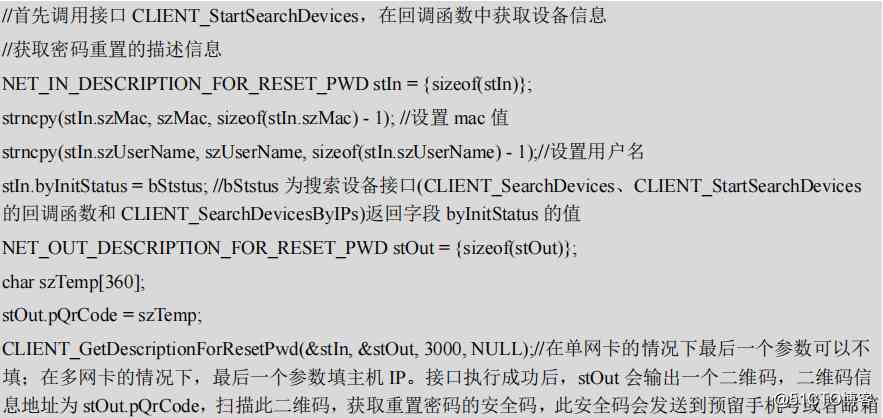 //首先调用接口 CLIENT_StartSearchDevices，在回调函数中获取设备信息
//获取密码重置的描述信息
NET_IN_DESCRIPTION_FOR_RESET_PWD stIn = {sizeof(stIn)};
strncpy(stIn.szMac, szMac, sizeof(stIn.szMac) - 1); //设置 mac 值
strncpy(stIn.szUserName, szUserName, sizeof(stIn.szUserName) - 1);//设置用户名
stIn.byInitStatus = bStstus; //bStstus 为搜索设备接口(CLIENT_SearchDevices、CLIENT_StartSearchDevices
的回调函数和 CLIENT_SearchDevicesByIPs)返回字段 byInitStatus 的值
NET_OUT_DESCRIPTION_FOR_RESET_PWD stOut = {sizeof(stOut)};
char szTemp[360];
stOut.pQrCode = szTemp;
CLIENT_GetDescriptionForResetPwd(&stIn, &stOut, 3000, NULL);//在单网卡的情况下最后一个参数可以不
填；在多网卡的情况下，最后一个参数填主机 IP。接口执行成功后，stOut 会输出一个二维码，二维码信
息地址为 stOut.pQrCode，扫描此二维码，获取重置密码的安全码，此安全码会发送到预留手机号或者邮箱
@51CTO博客